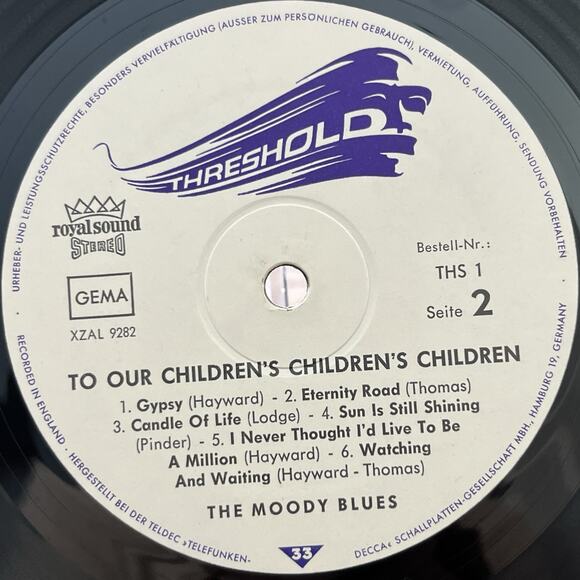 URHEBER- UND LEISTUNGSSCHUTZRECHTE, BESONDERS VERVIELFÄLTIGUNG (AUSSER ZUM PERSÖNLICHEN GEBRAUCH), VERMIETUNG, AUFFÜHRUNG, SENDUNG VORBEHALTEN
THRESHOLD
royal sound
STEREO
GEMA
XZAL 9282
Bestell-Nr.:
THS 1
Seite 2
TO OUR CHILDREN'S CHILDREN'S CHILDREN
1. Gypsy (Hayward) - 2. Eternity Road (Thomas)
3. Candle Of Life (Lodge) - 4. Sun Is Still Shining
(Pinder) - 5. I Never Thought I'd Live To Be
A Million (Hayward) - 6. Watching
And Waiting (Hayward - Thomas)
THE MOODY BLUES
RECORDED IN ENGLAND · HERGESTELLT BEI DER TELDEC »TELEFUNKEN-
33
DECCA« SCHALLPLATTEN-GESELLSCHAFT MBH., HAMBURG 19, GERMANY